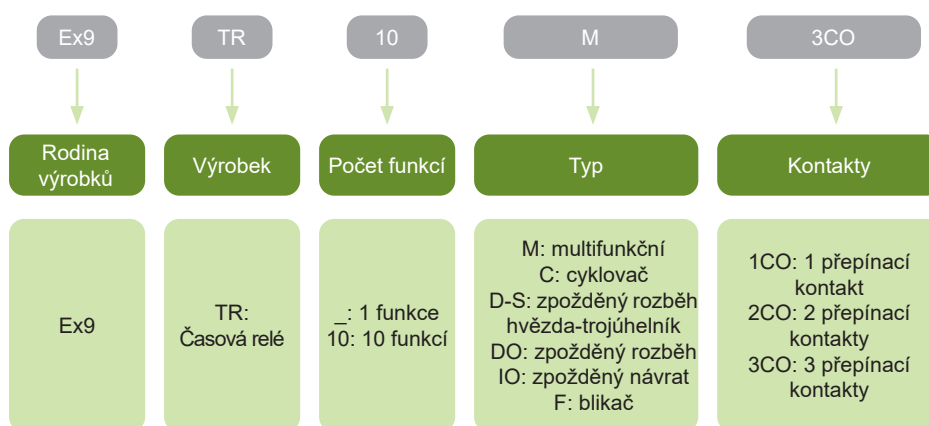 Ex9
TR
10
M
3CO
Rodina
výrobků
Výrobek
Počet funkcí
Typ
Kontakty
Ex9
TR:
Časová relé
_: 1 funkce
10: 10 funkcí
M: multifunkční
C: cyklovač
D-S: zpožděný rozběh
hvězda-trojúhelník
DO: zpožděný rozběh
IO: zpožděný návrat
F: blikač
1CO: 1 přepínací
kontakt
2CO: 2 přepínací
kontakty
3CO: 3 přepínací
kontakty